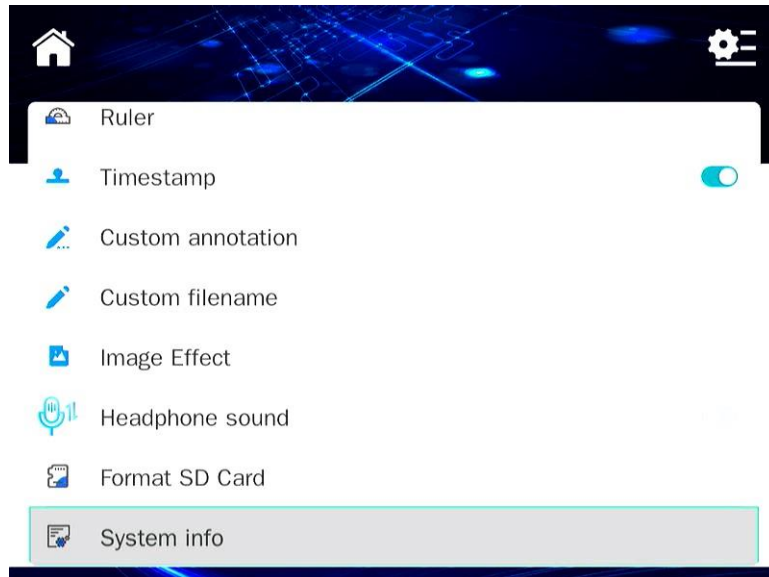 Ruler
Timestamp
Custom annotation
Custom filename
Image Effect
Headphone sound
Format SD Card
System info